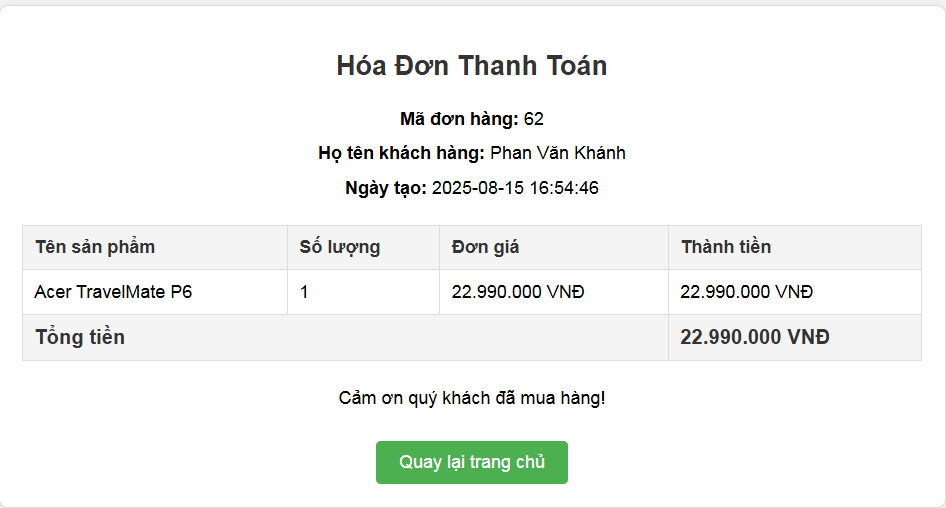 Hóa Đơn Thanh Toán
Mã đơn hàng: 62
Họ tên khách hàng: Phan Văn Khánh
Ngày tạo: 2025-08-15 16:54:46
Tên sản phẩm Số lượng Đơn giá Thành tiền
Acer TravelMate P6 1 22.990.000 VNĐ 22.990.000 VNĐ
Tổng tiền 22.990.000 VNĐ
Cảm ơn quý khách đã mua hàng!
Quay lại trang chủ